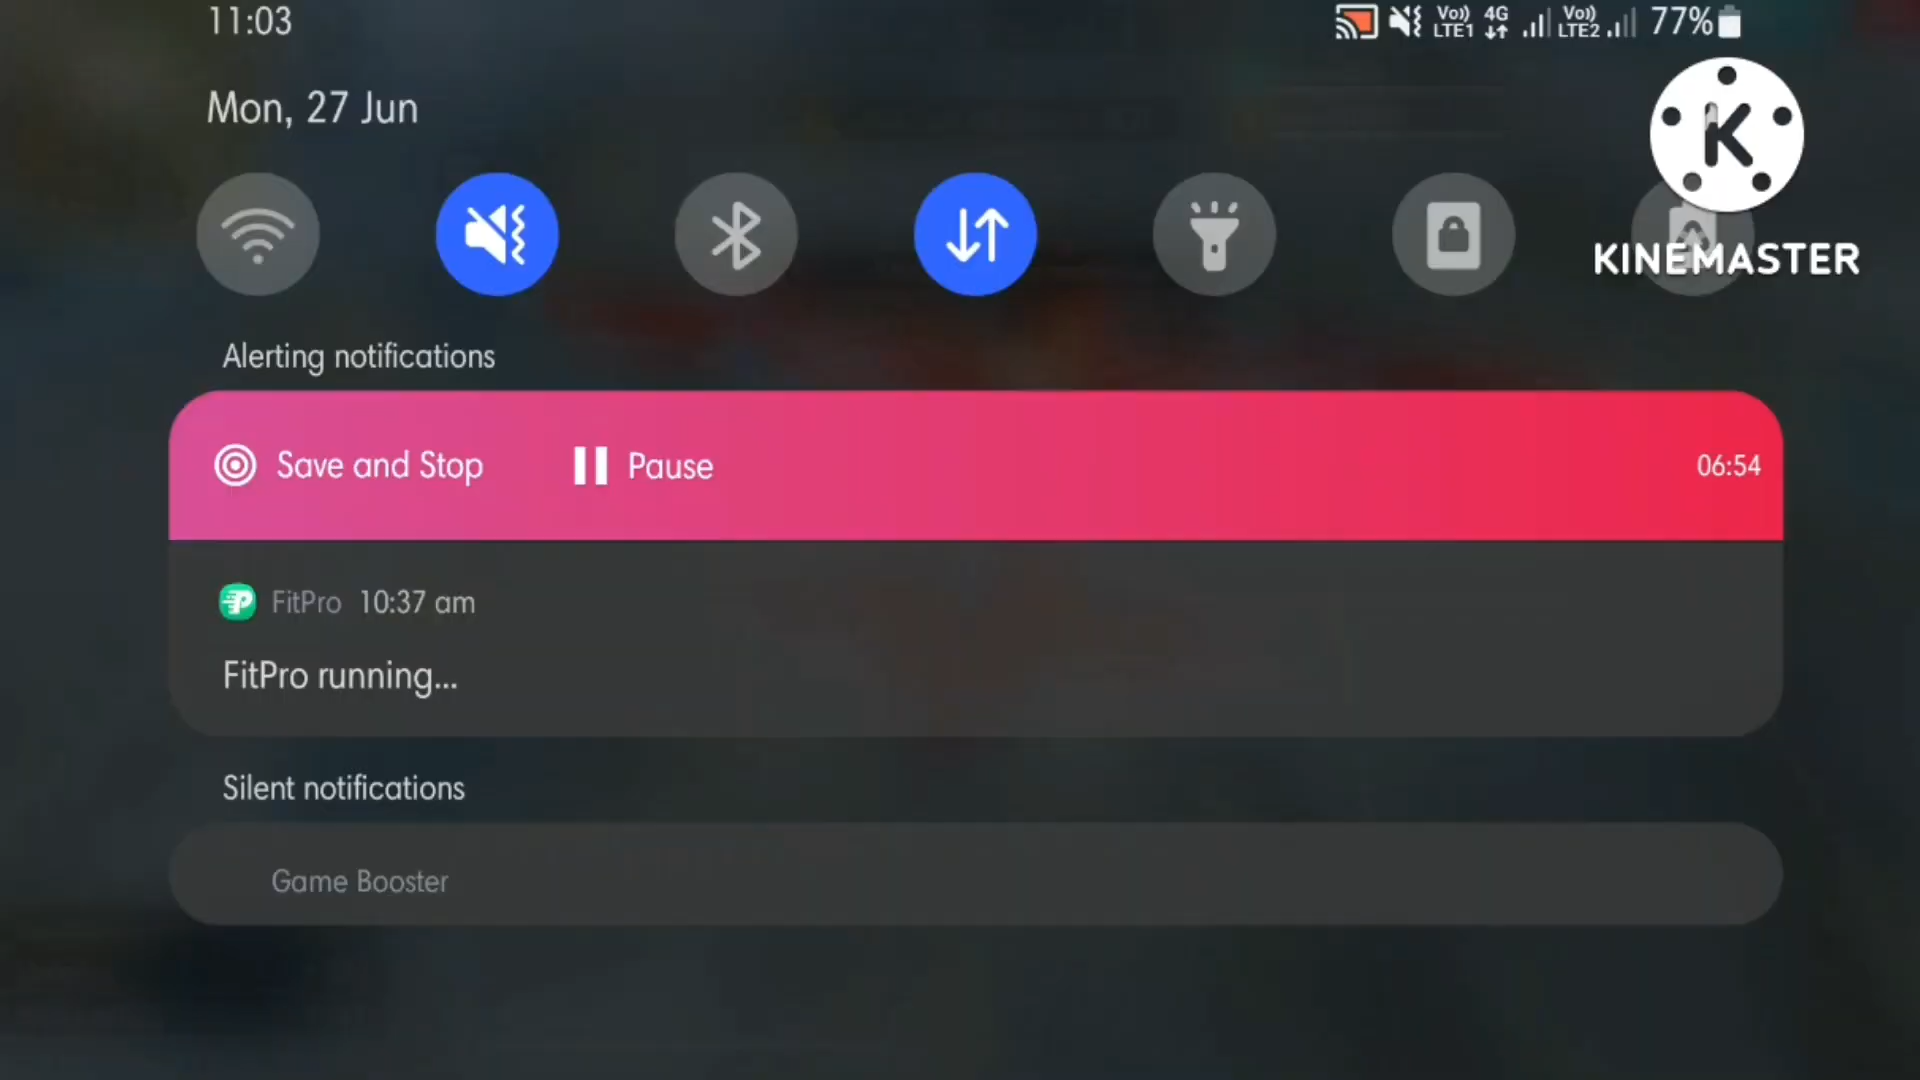 11:03
Vo)) LTE1 4G Vo)) LTE2 77%
Mon, 27 Jun
K
KINEMASTER
Alerting notifications
Save and Stop Pause 06:54
FitPro 10:37 am
FitPro running...
Silent notifications
Game Booster